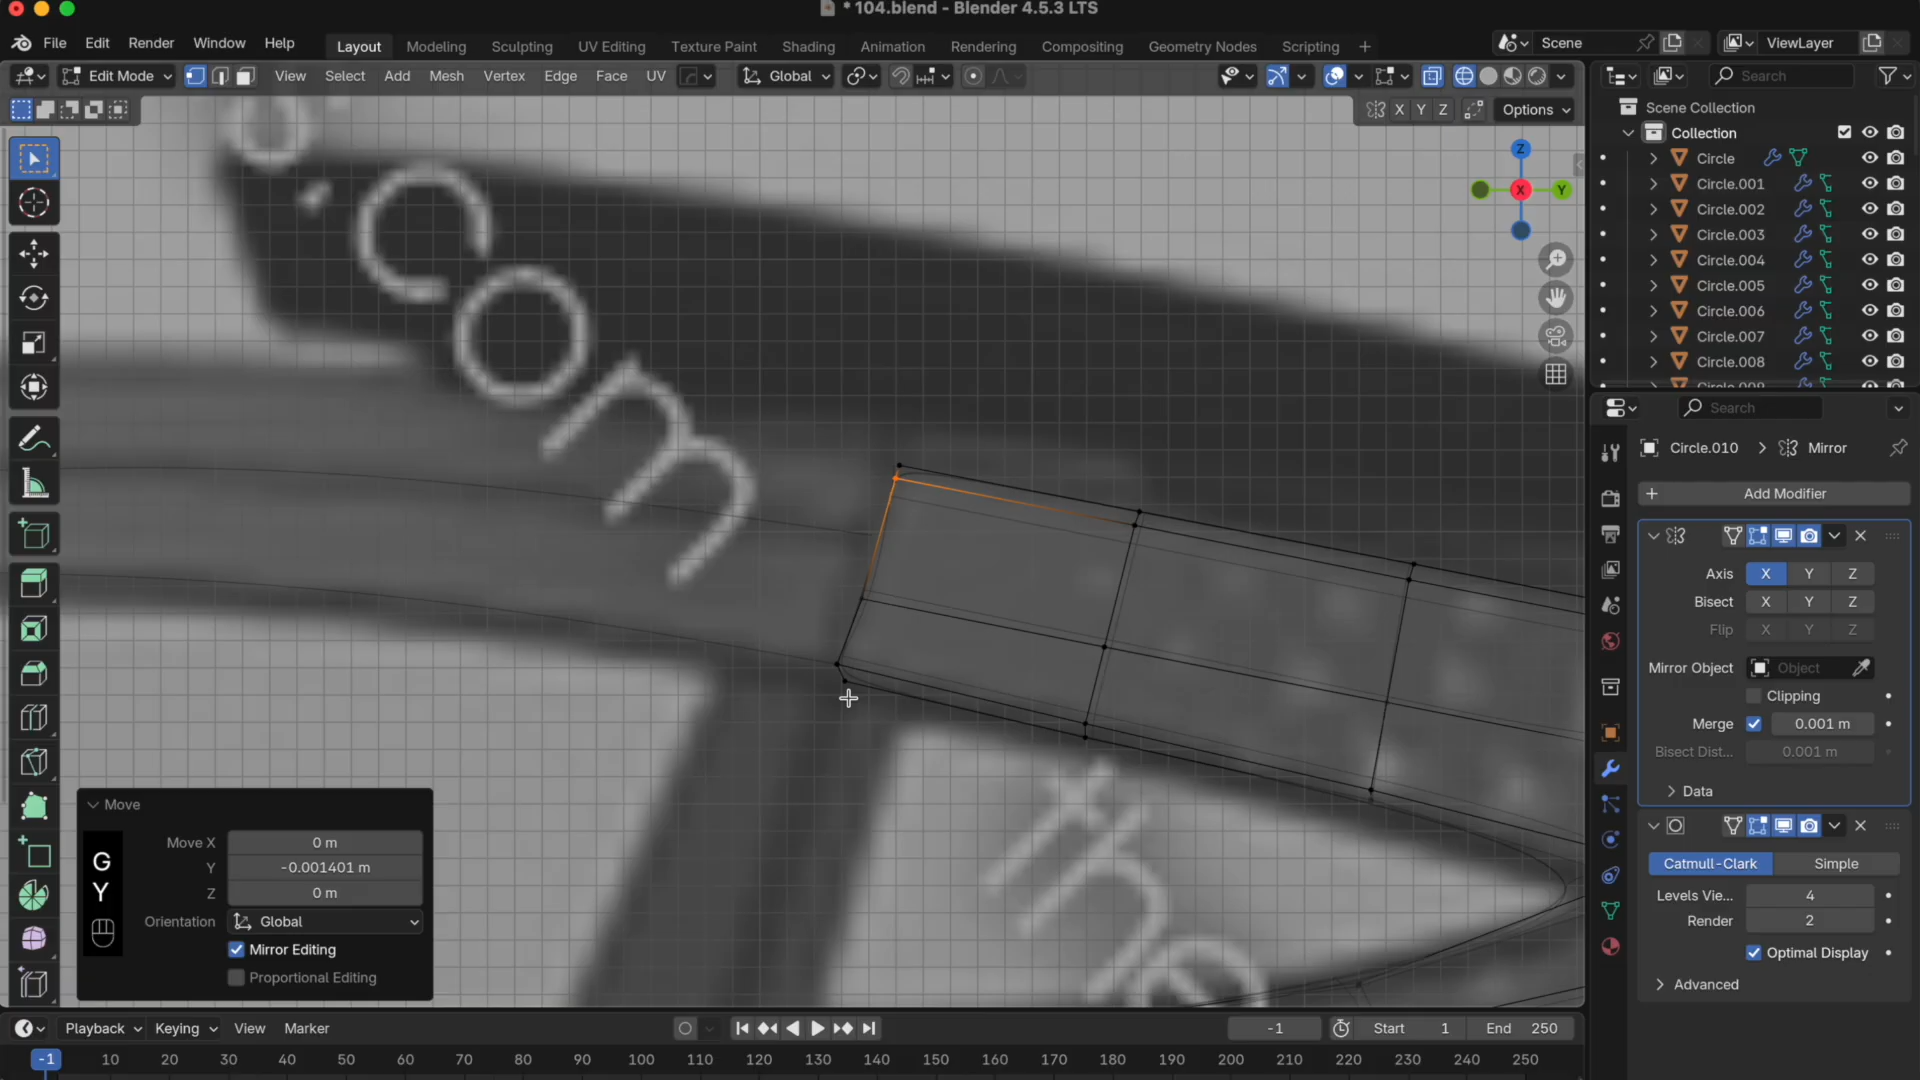 * 104.blend - Blender 4.5.3 LTS
File Edit Render Window Help
Layout Modeling Sculpting UV Editing Texture Paint Shading Animation Rendering Compositing Geometry Nodes Scripting +
Scene
ViewLayer
Edit Mode View Select Add Mesh Vertex Edge Face UV Global
Search
X Y Z Options
Scene Collection
Collection
Circle
Circle.001
Circle.002
Circle.003
Circle.004
Circle.005
Circle.006
Circle.007
Circle.008
Circle.009
Z
X
Y
.com
Search
Circle.010 > Mirror
+ Add Modifier
Axis X Y Z
Bisect X Y Z
Flip X Y Z
Mirror Object Object
Clipping
Merge 0.001 m
Bisect Dist... 0.001 m
Data
Catmull-Clark Simple
Levels Vie... 4
Render 2
Optimal Display
Advanced
Move
G
Y
Move X 0 m
Y -0.001401 m
Z 0 m
Orientation Global
Mirror Editing
Proportional Editing
Playback Keying View Marker
-1
Start 1 End 250
-1 10 20 30 40 50 60 70 80 90 100 110 120 130 140 150 160 170 180 190 200 210 220 230 240 250